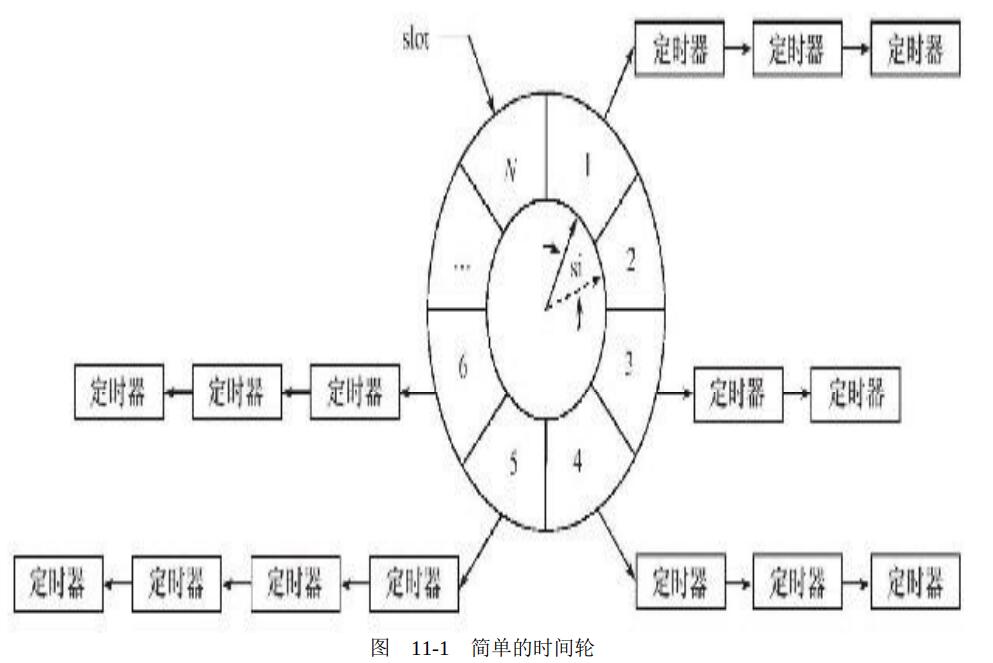 slot
定时器 定时器 定时器
N
1
...
2
si
6
3
定时器 定时器 定时器
定时器 定时器
5
4
定时器 定时器 定时器 定时器
定时器 定时器 定时器
图 11-1 简单的时间轮